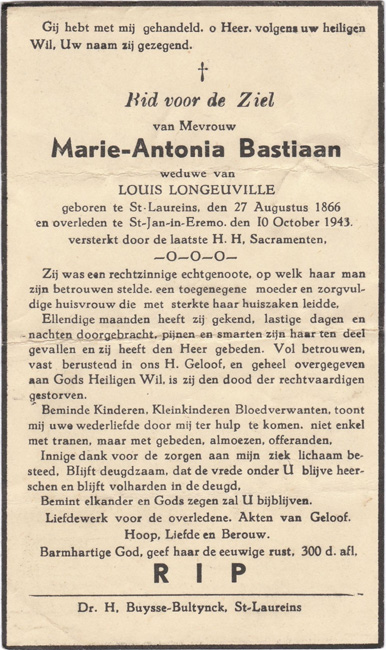 Gij hebt met mij gehandeld. o Heer. volgens uw heiligen
Wil, Uw naam zij gezegend.
†
Bid voor de Ziel
van Mevrouw
Marie-Antonia Bastiaan
weduwe van
LOUIS LONGEUVILLE
geboren te St-Laureins, den 27 Augustus 1866
en overleden te St-Jan-in-Eremo. den 10 October 1943.
versterkt door de laatste H. H, Sacramenten,
—O—O—O—
Zij was een rechtzinnige echtgenoote, op welk haar man
zijn betrouwen stelde. een toegenegene moeder en zorgvul-
dige huisvrouw die met sterkte haar huiszaken leidde.
Ellendige maanden heeft zij gekend, lastige dagen en
nachten doorgebracht, pijnen en smarten zijn haar ten deel
gevallen en zij heeft den Heer gebeden. Vol betrouwen,
vast berustend in ons H. Geloof, en geheel overgegeven
aan Gods Heiligen Wil, is zij den dood der rechtvaardigen
gestorven.
Beminde Kinderen, Kleinkinderen Bloedverwanten, toont
mij uwe wederliefde door mij ter hulp te komen. niet enkel
met tranen, maar met gebeden, almoezen, offeranden,
Innige dank voor de zorgen aan mijn ziek lichaam be-
steed, Blijft deugdzaam, dat de vrede onder U blijve heer-
schen en blijft volharden in de deugd,
Bemint elkander en Gods zegen zal U bijblijven.
Liefdewerk voor de overledene. Akten van Geloof.
Hoop, Liefde en Berouw.
Barmhartige God, geef haar de eeuwige rust, 300 d. afl.
R I P
Dr. H. Buysse-Bultynck, St-Laureins